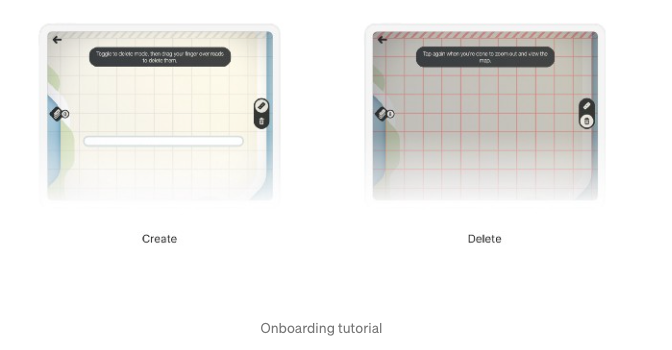 Toggle to delete mode, then drag your finger over roads
to delete them.
Tap again when you're done to zoom out and view the
map.
Create
Delete
Onboarding tutorial